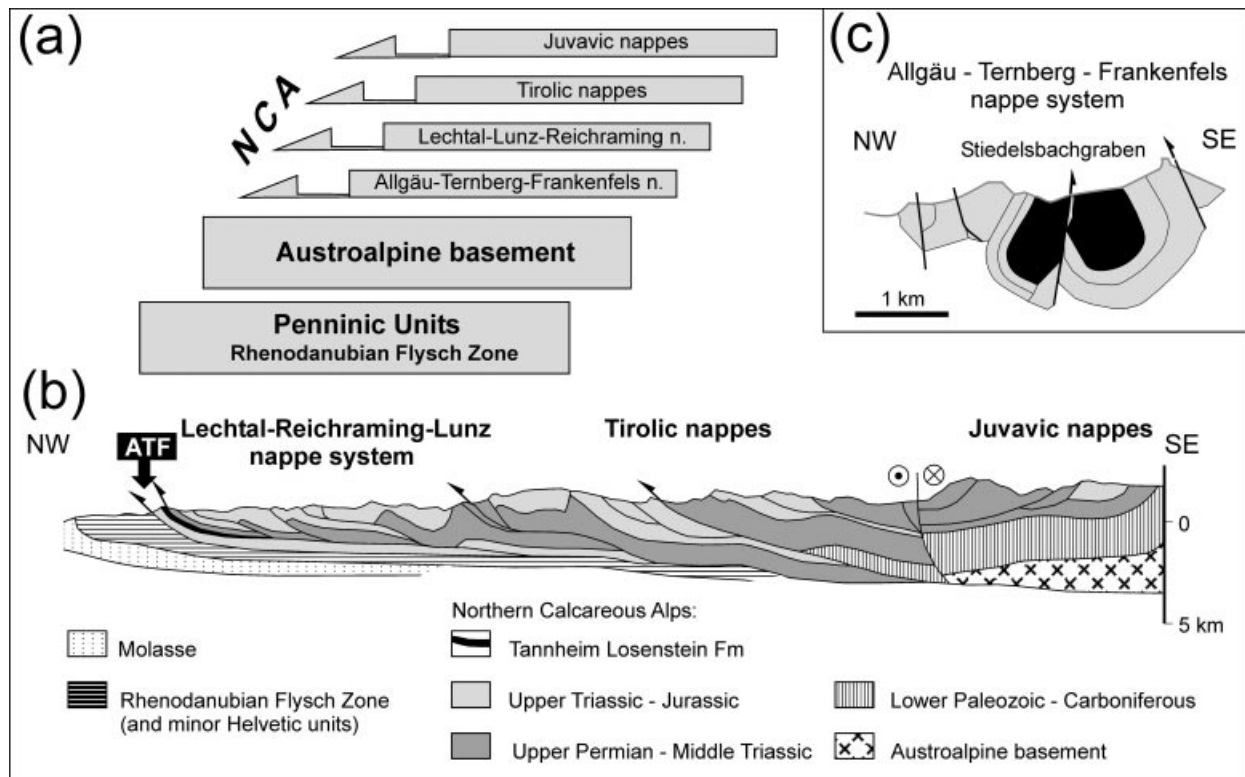 (a)
Juvavic nappes
Tirolic nappes
Lechtal-Lunz-Reichraming n.
Allgäu-Ternberg-Frankenfels n.
NCA
Austroalpine basement
Penninic Units
Rhenodanubian Flysch Zone
(c)
Allgäu - Ternberg - Frankenfels
nappe system
NW
SE
Stiedelsbachgraben
1 km
(b)
NW
ATF
Lechtal-Reichraming-Lunz
nappe system
Tirolic nappes
Juvavic nappes
SE
0
5 km
Molasse
Rhenodanubian Flysch Zone
(and minor Helvetic units)
Northern Calcareous Alps:
Tannheim Losenstein Fm
Upper Triassic - Jurassic
Upper Permian - Middle Triassic
Lower Paleozoic - Carboniferous
Austroalpine basement